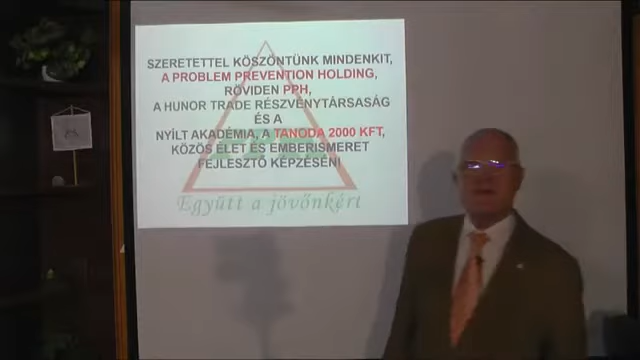 SZERETETTEL KÖSZÖNTÜNK MINDENKIT,
A PROBLEM PREVENTION HOLDING,
RÖVIDEN PPH,
A HUNOR TRADE RÉSZVÉNYTÁRSASÁG
ÉS A
NYÍLT AKADÉMIA, A TANODA 2000 KFT,
KÖZÖS ÉLET ÉS EMBERISMERET
FEJLESZTŐ KÉPZÉSÉN!
Együtt a jövőnkért